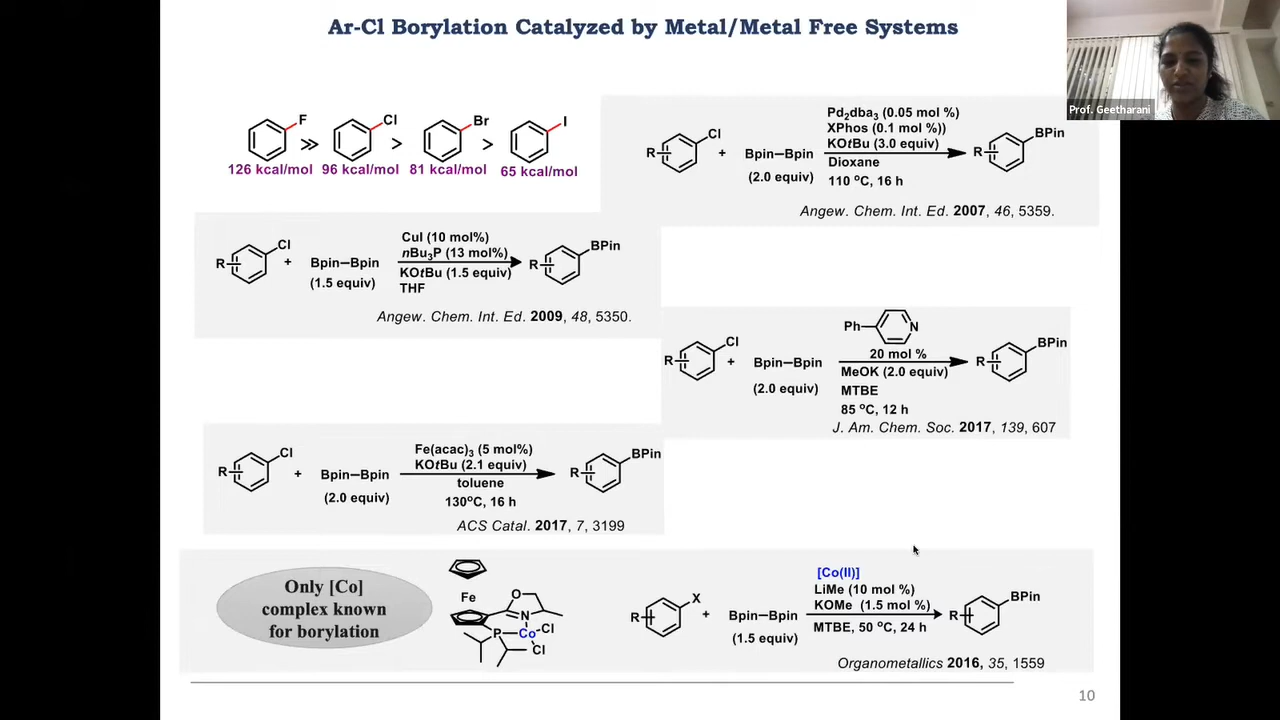 Ar-Cl Borylation Catalyzed by Metal/Metal Free Systems
Prof. Geetharani
F >> Cl > Br > I
126 kcal/mol 96 kcal/mol 81 kcal/mol 65 kcal/mol
R Cl + Bpin–Bpin
(2.0 equiv)
Pd2dba3 (0.05 mol %)
XPhos (0.1 mol %))
KOtBu (3.0 equiv)
Dioxane
110 °C, 16 h
R BPin
Angew. Chem. Int. Ed. 2007, 46, 5359.
R Cl + Bpin–Bpin
(1.5 equiv)
CuI (10 mol%)
nBu3P (13 mol%)
KOtBu (1.5 equiv)
THF
R BPin
Angew. Chem. Int. Ed. 2009, 48, 5350.
R Cl + Bpin–Bpin
(2.0 equiv)
Ph N
20 mol %
MeOK (2.0 equiv)
MTBE
85 °C, 12 h
R BPin
J. Am. Chem. Soc. 2017, 139, 607
R Cl + Bpin–Bpin
(2.0 equiv)
Fe(acac)3 (5 mol%)
KOtBu (2.1 equiv)
toluene
130°C, 16 h
R BPin
ACS Catal. 2017, 7, 3199
Only [Co]
complex known
for borylation
Fe O N P Co Cl Cl
R X + Bpin–Bpin
(1.5 equiv)
[Co(II)]
LiMe (10 mol %)
KOMe (1.5 mol %)
MTBE, 50 °C, 24 h
R BPin
Organometallics 2016, 35, 1559
10